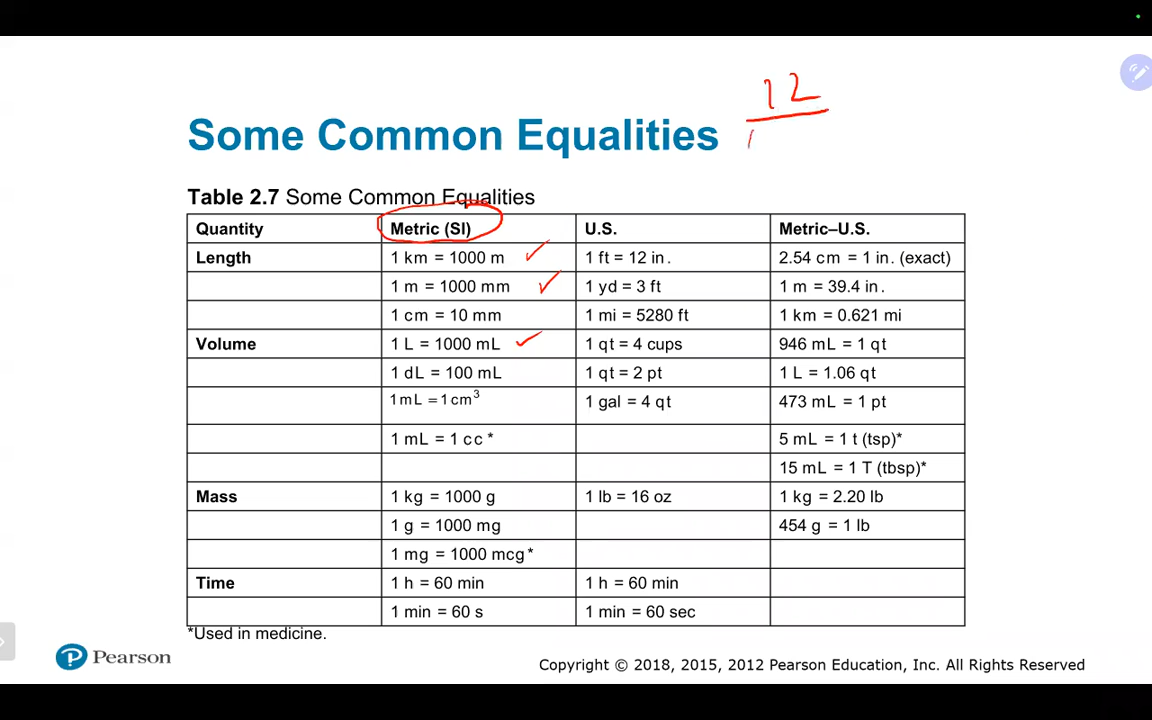 12
Some Common Equalities
Table 2.7 Some Common Equalities
Quantity Metric (SI) U.S. Metric–U.S.
Length 1 km = 1000 m 1 ft = 12 in. 2.54 cm = 1 in. (exact)
1 m = 1000 mm 1 yd = 3 ft 1 m = 39.4 in.
1 cm = 10 mm 1 mi = 5280 ft 1 km = 0.621 mi
Volume 1 L = 1000 mL 1 qt = 4 cups 946 mL = 1 qt
1 dL = 100 mL 1 qt = 2 pt 1 L = 1.06 qt
1 mL = 1 cm³ 1 gal = 4 qt 473 mL = 1 pt
1 mL = 1 cc* 5 mL = 1 t (tsp)*
15 mL = 1 T (tbsp)*
Mass 1 kg = 1000 g 1 lb = 16 oz 1 kg = 2.20 lb
1 g = 1000 mg 454 g = 1 lb
1 mg = 1000 mcg*
Time 1 h = 60 min 1 h = 60 min
1 min = 60 s 1 min = 60 sec
*Used in medicine.
Pearson
Copyright © 2018, 2015, 2012 Pearson Education, Inc. All Rights Reserved